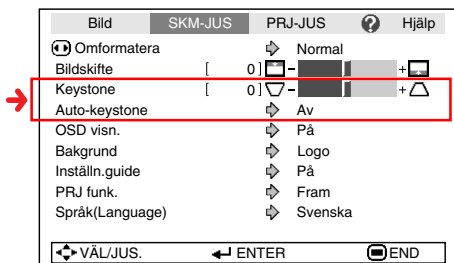 Bild SKM-JUS PRJ-JUS ? Hjälp
Omformatera Normal
Bildskifte [ 0] - +
Keystone [ 0] - +
Auto-keystone Av
OSD visn. På
Bakgrund Logo
Inställn.guide På
PRJ funk. Fram
Språk(Language) Svenska
VÄL/JUS. ENTER END